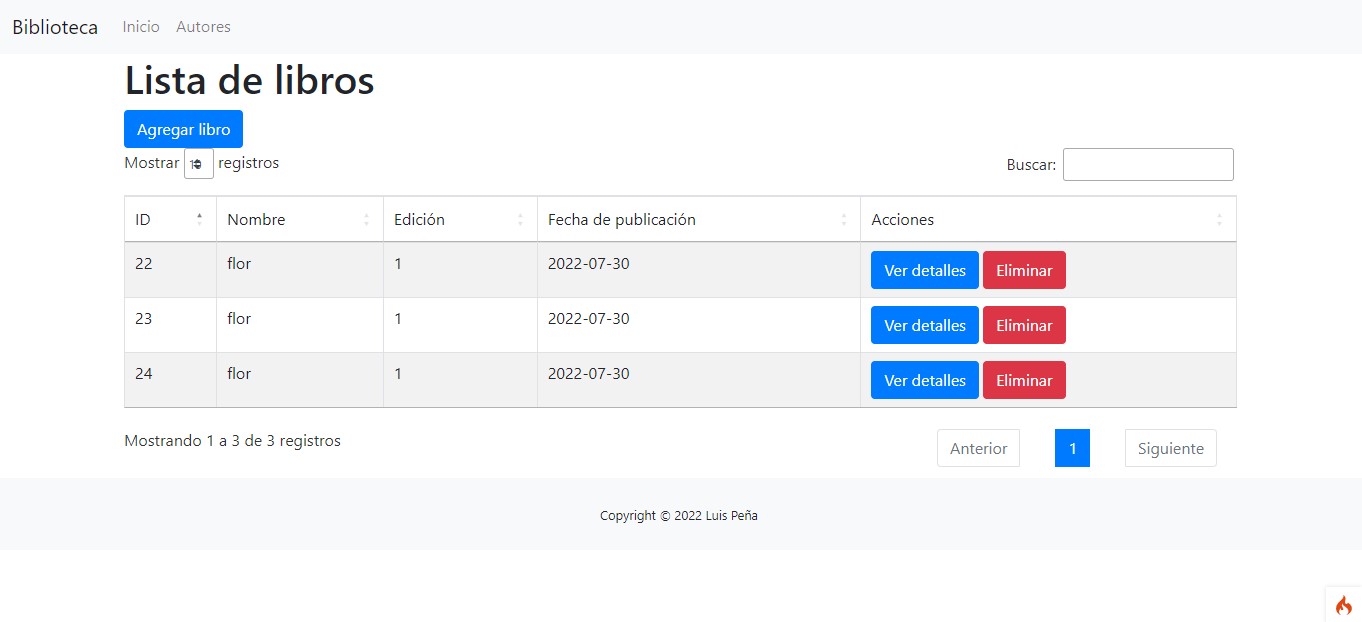 Biblioteca Inicio Autores
Lista de libros
Agregar libro
Mostrar registros Buscar:
ID Nombre Edición Fecha de publicación Acciones
22 flor 1 2022-07-30 Ver detalles Eliminar
23 flor 1 2022-07-30 Ver detalles Eliminar
24 flor 1 2022-07-30 Ver detalles Eliminar
Mostrando 1 a 3 de 3 registros Anterior 1 Siguiente
Copyright © 2022 Luis Peña